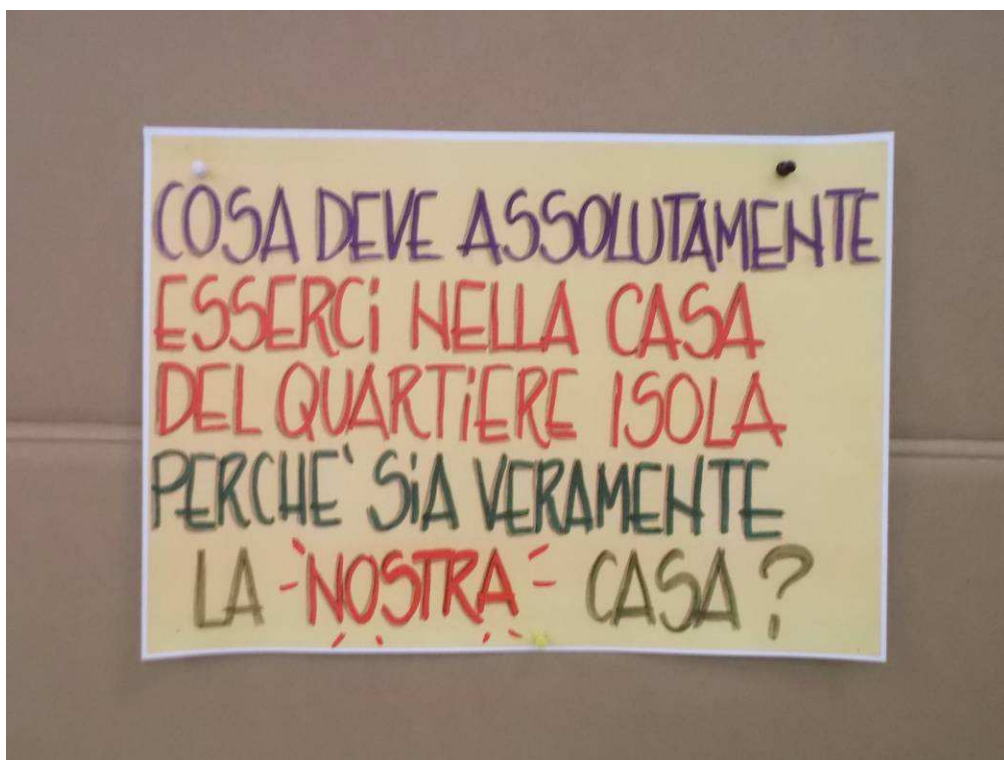 COSA DEVE ASSOLUTAMENTE
ESSERCi NELLA CASA
DEL QUARTiERE ISOLA
PERCHE' SiA VERAMENTE
LA - NOSTRA - CASA ?